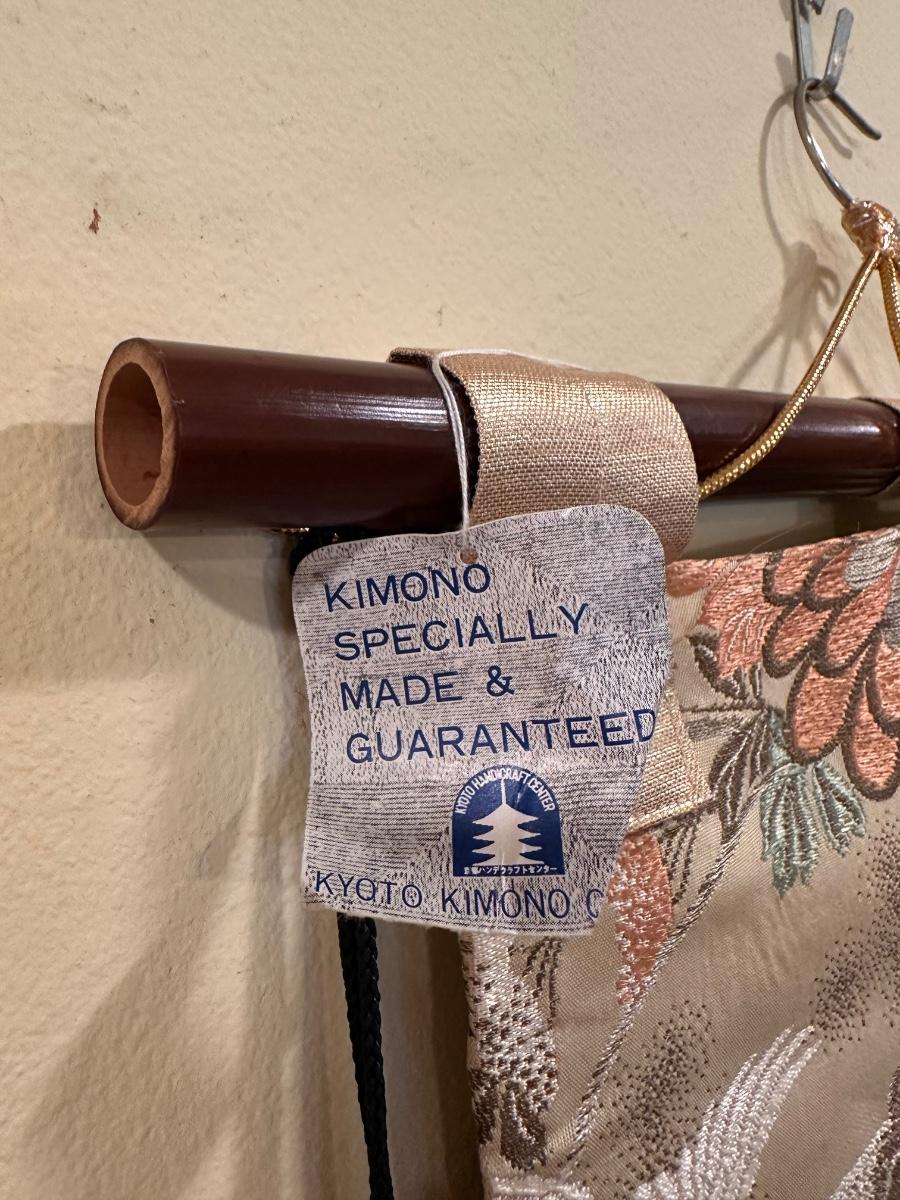 KIMONO
SPECIALLY
MADE &
GUARANTEED
KYOTO HANDICRAFT CENTER
京都ハンディクラフトセンター
KYOTO KIMONO C